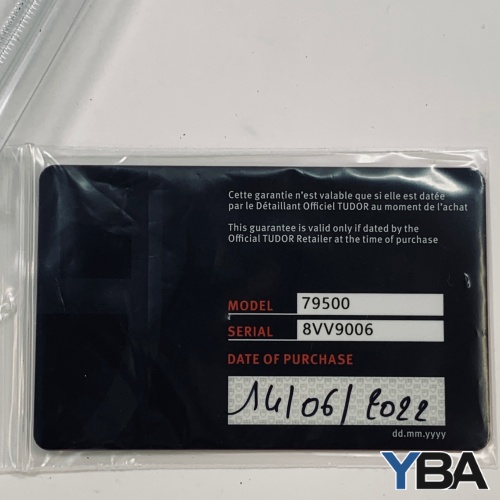 Cette garantie n'est valable que si elle est datée
par le Détaillant Officiel TUDOR au moment de l'achat
This guarantee is valid only if dated by the
Official TUDOR Retailer at the time of purchase
MODEL 79500
SERIAL 8VV9006
DATE OF PURCHASE
14/06/2022
dd.mm.yyyy
YBA